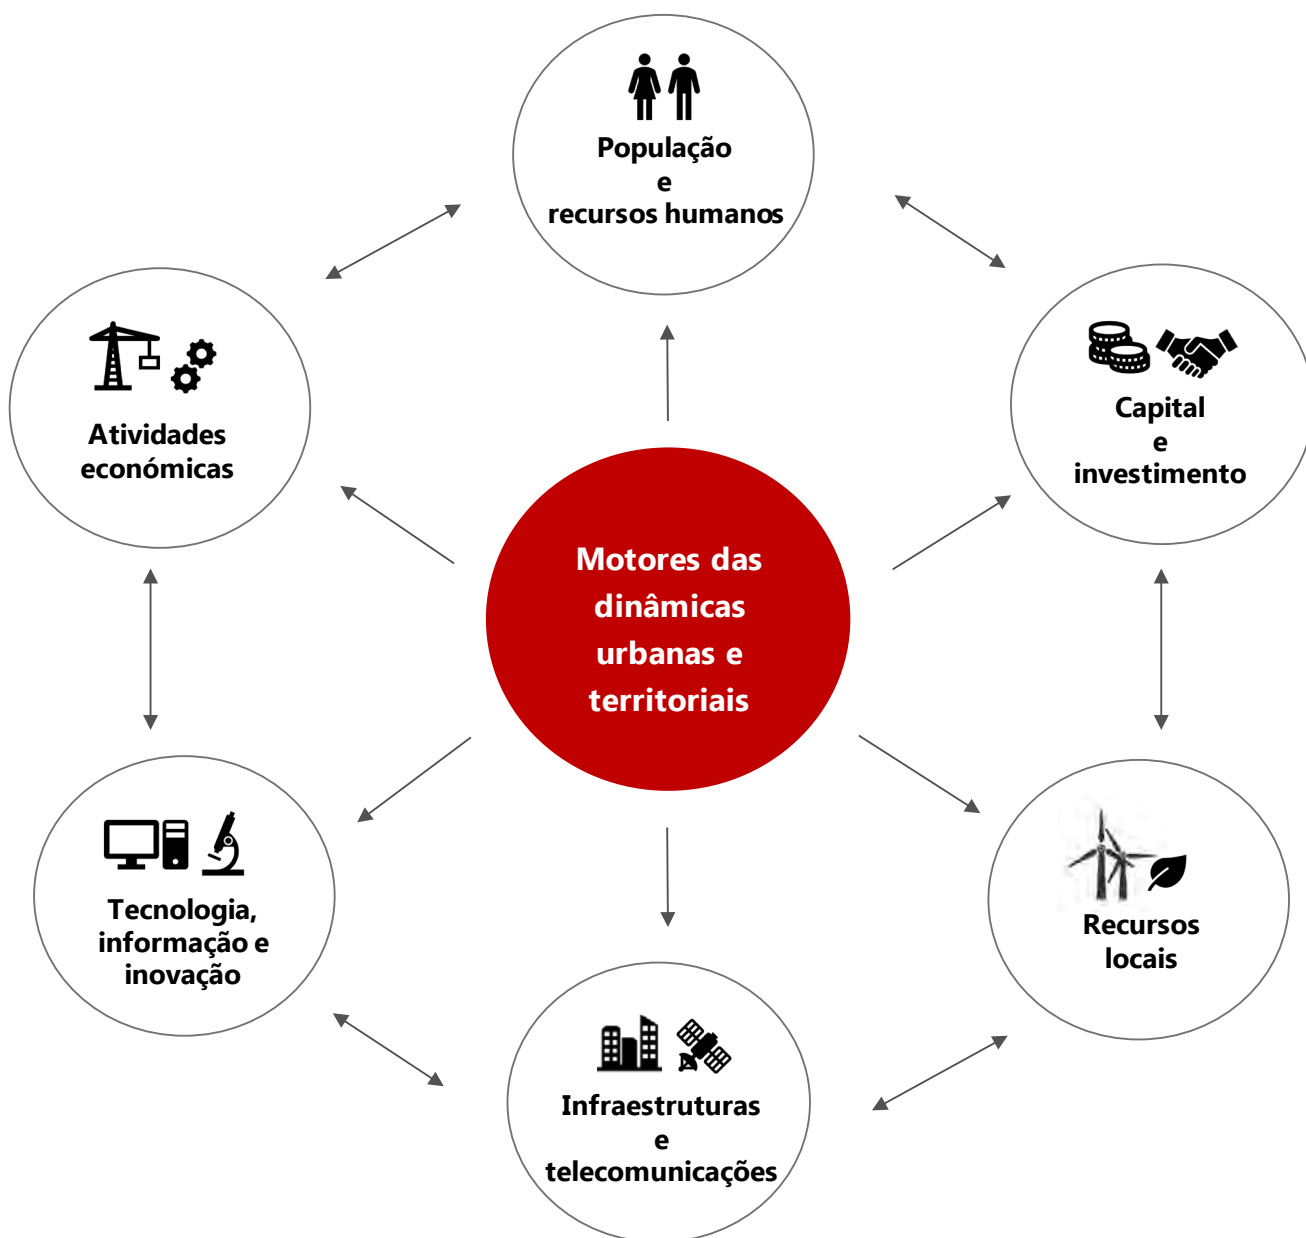 População
e
recursos humanos
Atividades
económicas
Capital
e
investimento
Motores das
dinâmicas
urbanas e
territoriais
Tecnologia,
informação e
inovação
Recursos
locais
Infraestruturas
e
telecomunicações